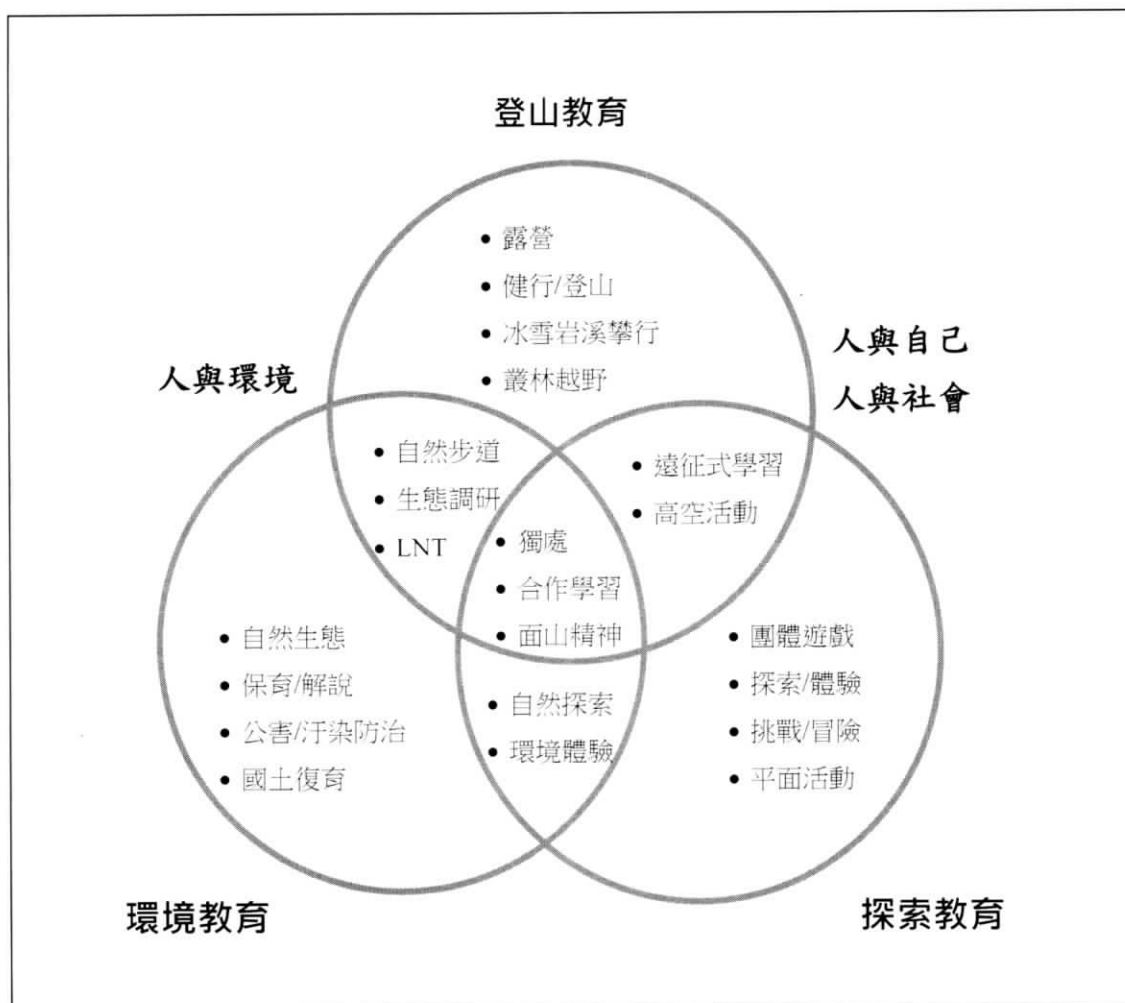 登山教育
• 露營
• 健行/登山
• 冰雪岩溪攀行
• 叢林越野
人與環境
人與自己
人與社會
• 自然步道
• 生態調研
• LNT
• 遠征式學習
• 高空活動
• 獨處
• 合作學習
• 面山精神
• 自然生態
• 保育/解說
• 公害/汙染防治
• 國土復育
• 自然探索
• 環境體驗
• 團體遊戲
• 探索/體驗
• 挑戰/冒險
• 平面活動
環境教育
探索教育